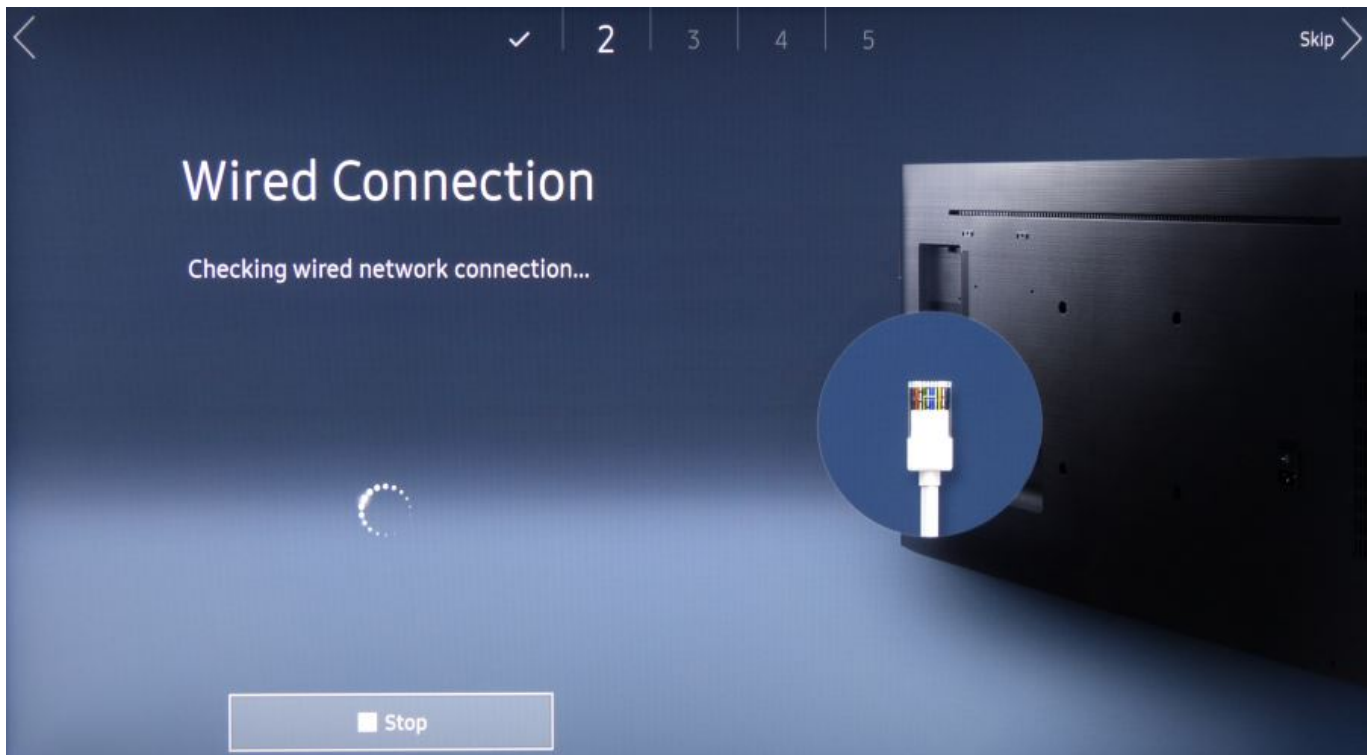 ✓ 2 3 4 5
Skip
Wired Connection
Checking wired network connection...
Stop